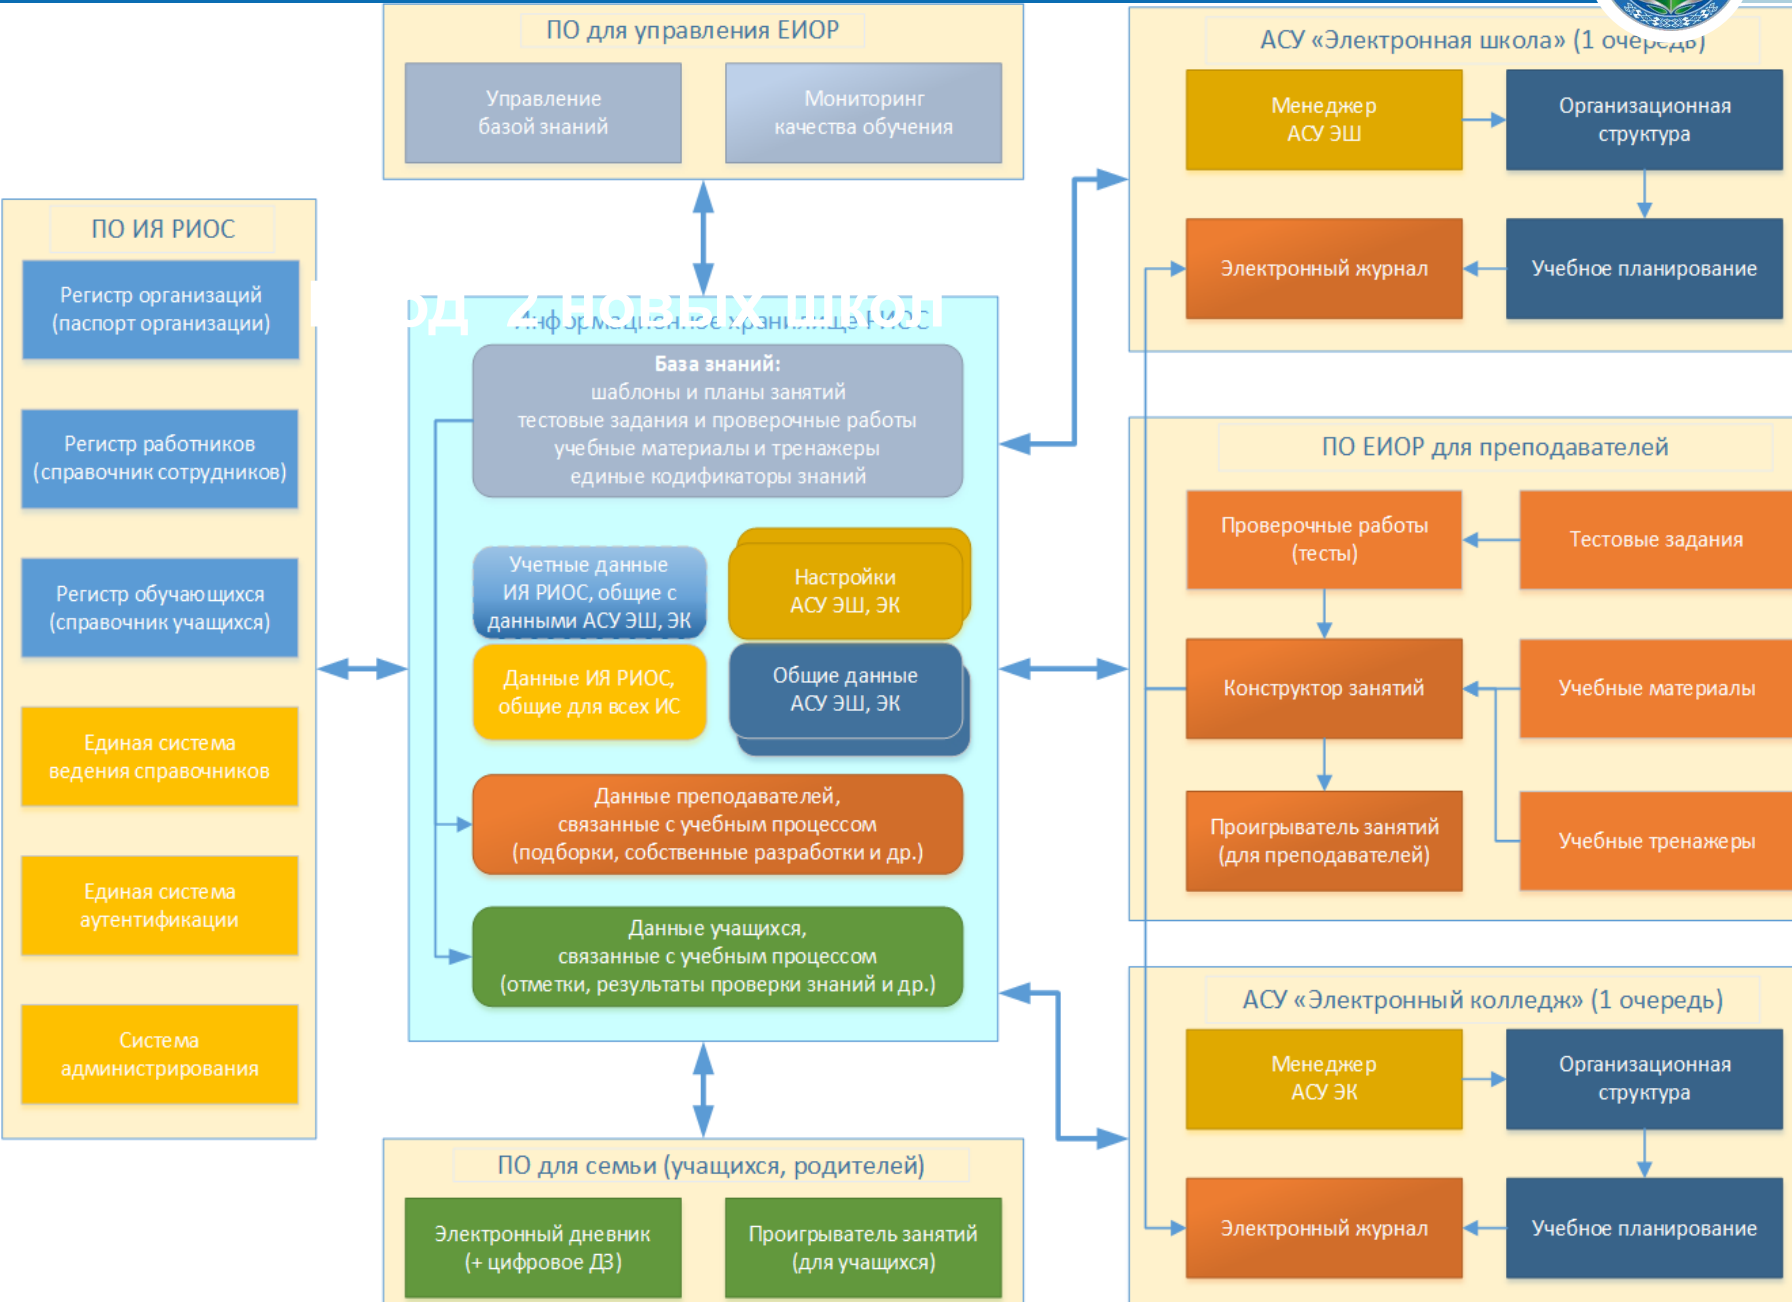 ПО для управления ЕИОР
Управление
базой знаний
Мониторинг
качества обучения
АСУ «Электронная школа» (1 очередь)
Менеджер
АСУ ЭШ
Организационная
структура
Электронный журнал
Учебное планирование
ПО ИЯ РИОС
Регистр организаций
(паспорт организации)
Регистр работников
(справочник сотрудников)
Регистр обучающихся
(справочник учащихся)
Единая система
ведения справочников
Единая система
аутентификации
Система
администрирования
2 новых школ
Информационное хранилище РИОС
База знаний:
шаблоны и планы занятий
тестовые задания и проверочные работы
учебные материалы и тренажеры
единые кодификаторы знаний
Учетные данные
ИЯ РИОС, общие с
данными АСУ ЭШ, ЭК
Настройки
АСУ ЭШ, ЭК
Данные ИЯ РИОС,
общие для всех ИС
Общие данные
АСУ ЭШ, ЭК
Данные преподавателей,
связанные с учебным процессом
(подборки, собственные разработки и др.)
Данные учащихся,
связанные с учебным процессом
(отметки, результаты проверки знаний и др.)
ПО ЕИОР для преподавателей
Проверочные работы
(тесты)
Тестовые задания
Конструктор занятий
Учебные материалы
Проигрыватель занятий
(для преподавателей)
Учебные тренажеры
АСУ «Электронный колледж» (1 очередь)
Менеджер
АСУ ЭК
Организационная
структура
Электронный журнал
Учебное планирование
ПО для семьи (учащихся, родителей)
Электронный дневник
(+ цифровое ДЗ)
Проигрыватель занятий
(для учащихся)